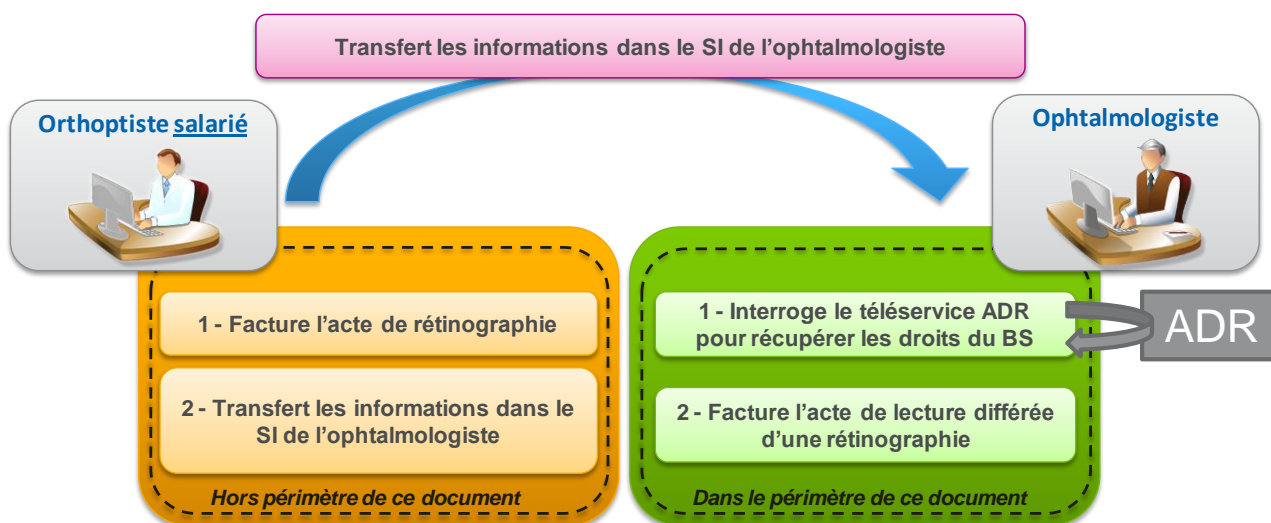 Transfert les informations dans le SI de l'ophtalmologiste
Orthoptiste salarié
Ophtalmologiste
1 - Facture l'acte de rétinographie
2 - Transfert les informations dans le
SI de l'ophtalmologiste
Hors périmètre de ce document
1 - Interroge le téléservice ADR
pour récupérer les droits du BS
ADR
2 - Facture l'acte de lecture différée
d'une rétinographie
Dans le périmètre de ce document